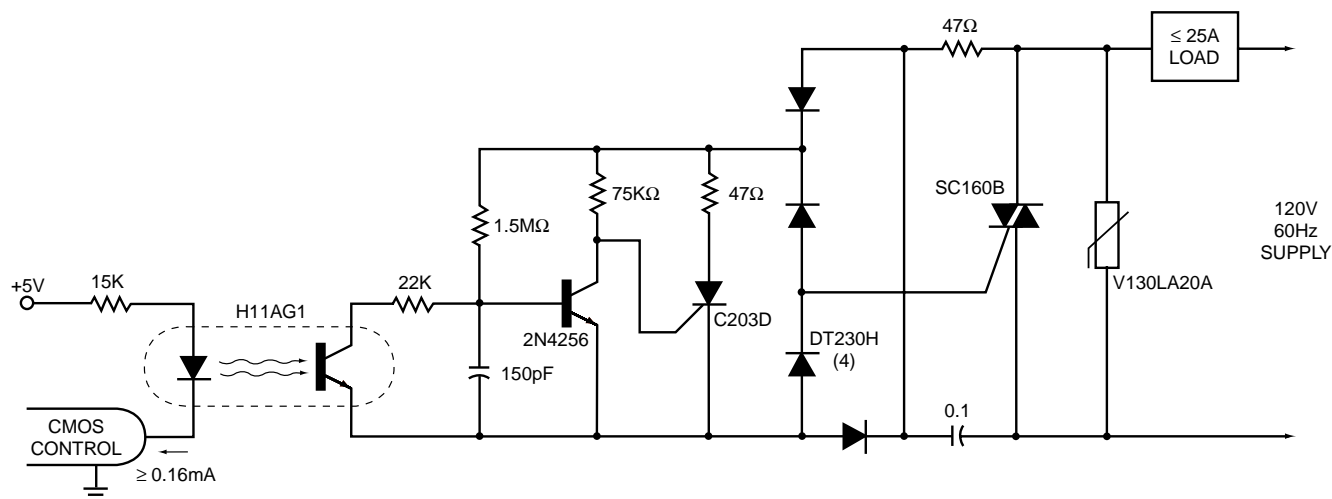 47Ω
≤ 25A
LOAD
75KΩ
47Ω
SC160B
1.5MΩ
120V
60Hz
SUPPLY
+5V
15K
22K
H11AG1
V130LA20A
C203D
2N4256
DT230H
(4)
150pF
0.1
CMOS
CONTROL
≥ 0.16mA